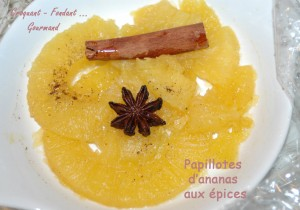 Croquant - Fondant ...
Gourmand
Papillotes
d'ananas
aux épices